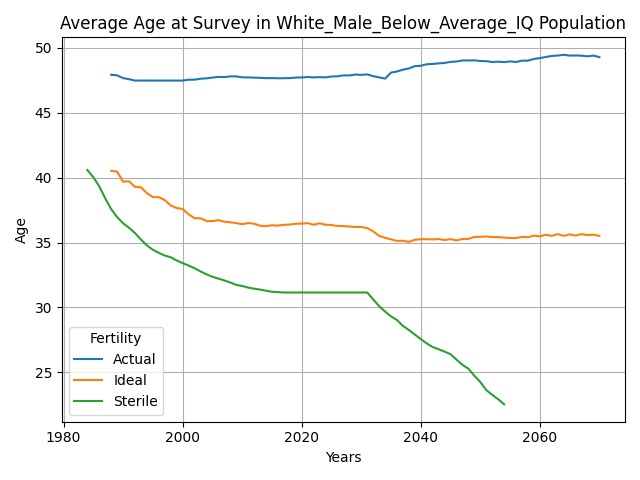 Average Age at Survey in White_Male_Below_Average_IQ Population
50
45
40
35
30
25
Age
Fertility
Actual
Ideal
Sterile
1980
2000
2020
2040
2060
Years